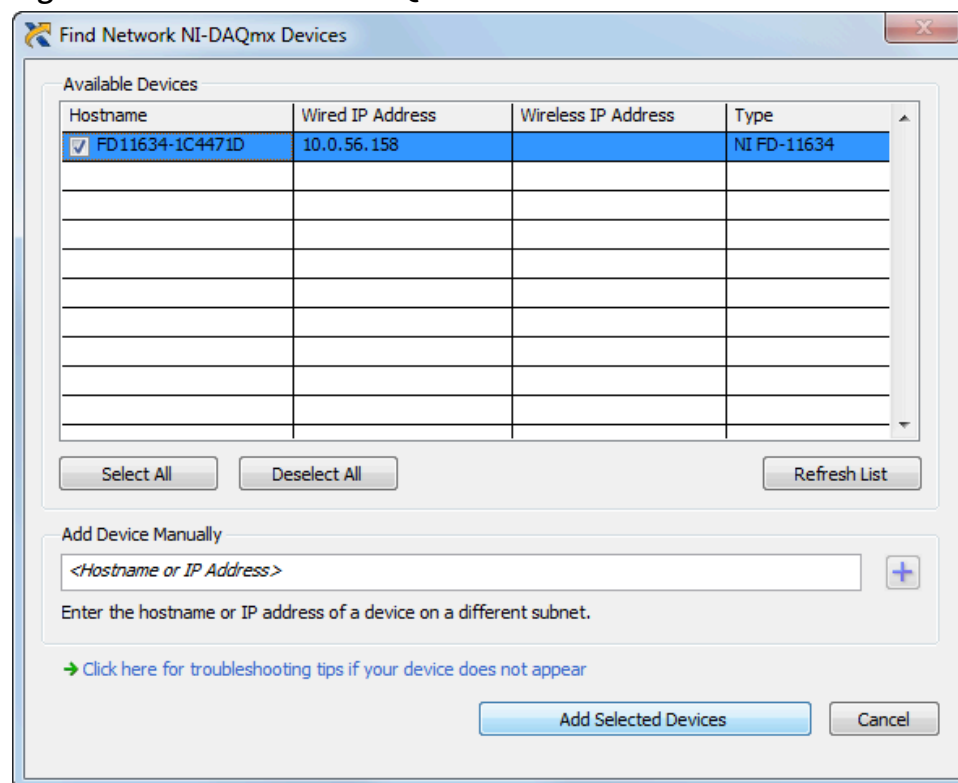 Find Network NI-DAQmx Devices
Available Devices
Hostname Wired IP Address Wireless IP Address Type
FD11634-1C4471D 10.0.56.158 NI FD-11634
Select All Deselect All Refresh List
Add Device Manually
<Hostname or IP Address>
Enter the hostname or IP address of a device on a different subnet.
Click here for troubleshooting tips if your device does not appear
Add Selected Devices Cancel